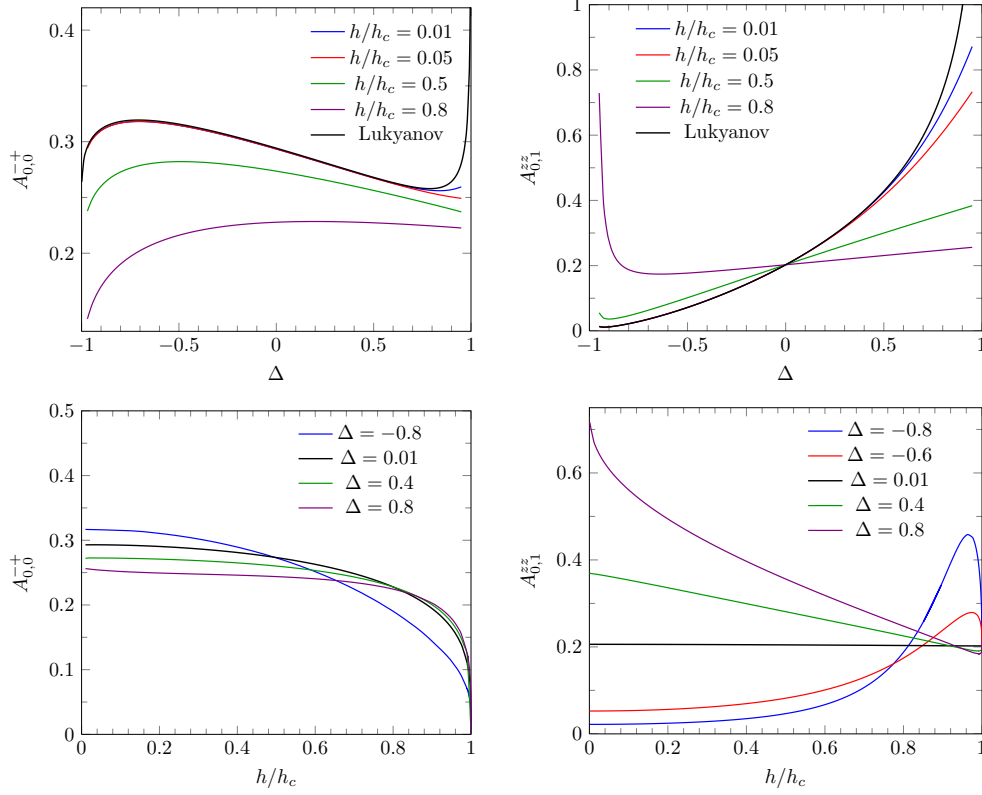 0.4
0.3
0.2
−1
−0.5
0
0.5
1
Δ
A_{0,0}^{−+}
h/h_c = 0.01
h/h_c = 0.05
h/h_c = 0.5
h/h_c = 0.8
Lukyanov
1
0.8
0.6
0.4
0.2
0
−1
−0.5
0
0.5
1
Δ
A_{0,1}^{zz}
h/h_c = 0.01
h/h_c = 0.05
h/h_c = 0.5
h/h_c = 0.8
Lukyanov
0.5
0.4
0.3
0.2
0.1
0
0
0.2
0.4
0.6
0.8
1
h/h_c
A_{0,0}^{−+}
Δ = −0.8
Δ = 0.01
Δ = 0.4
Δ = 0.8
0.6
0.4
0.2
0
0
0.2
0.4
0.6
0.8
1
h/h_c
A_{0,1}^{zz}
Δ = −0.8
Δ = −0.6
Δ = 0.01
Δ = 0.4
Δ = 0.8